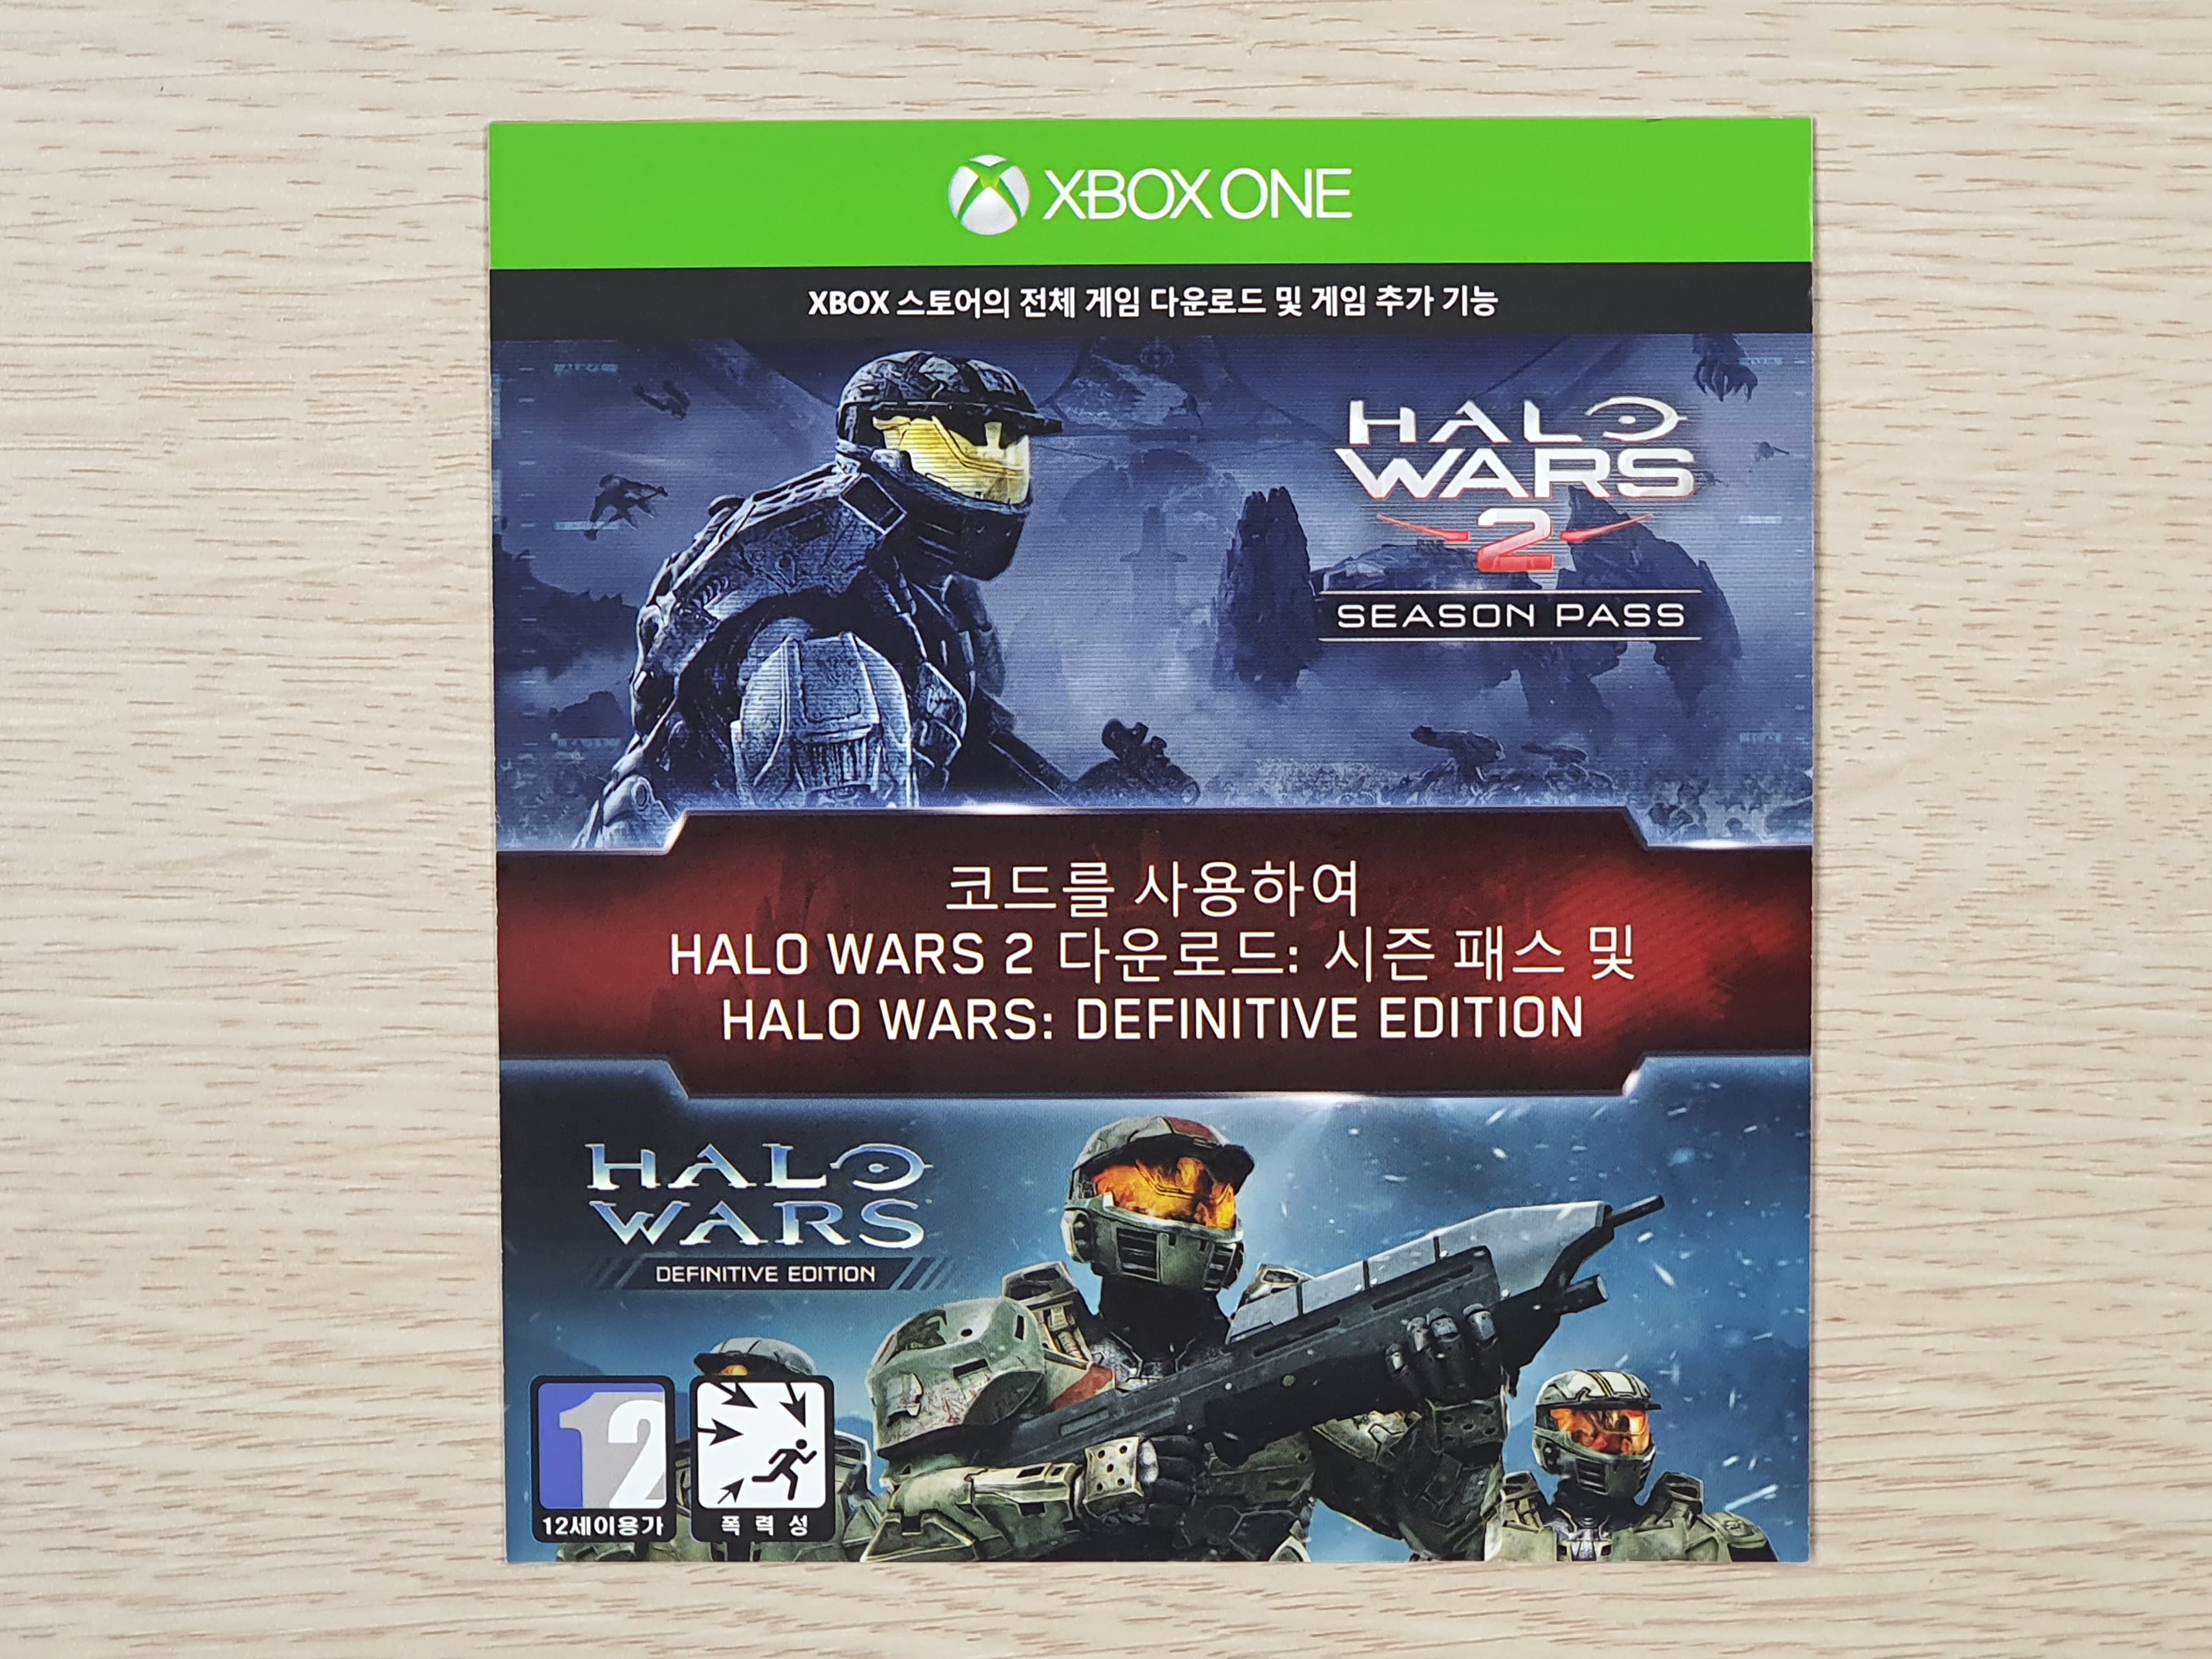 XBOX ONE
XBOX 스토어의 전체 게임 다운로드 및 게임 추가 기능
HALO
WARS
2
SEASON PASS
코드를 사용하여
HALO WARS 2 다운로드: 시즌 패스 및
HALO WARS: DEFINITIVE EDITION
HALO
WARS
DEFINITIVE EDITION
12
12세이용가
폭력성